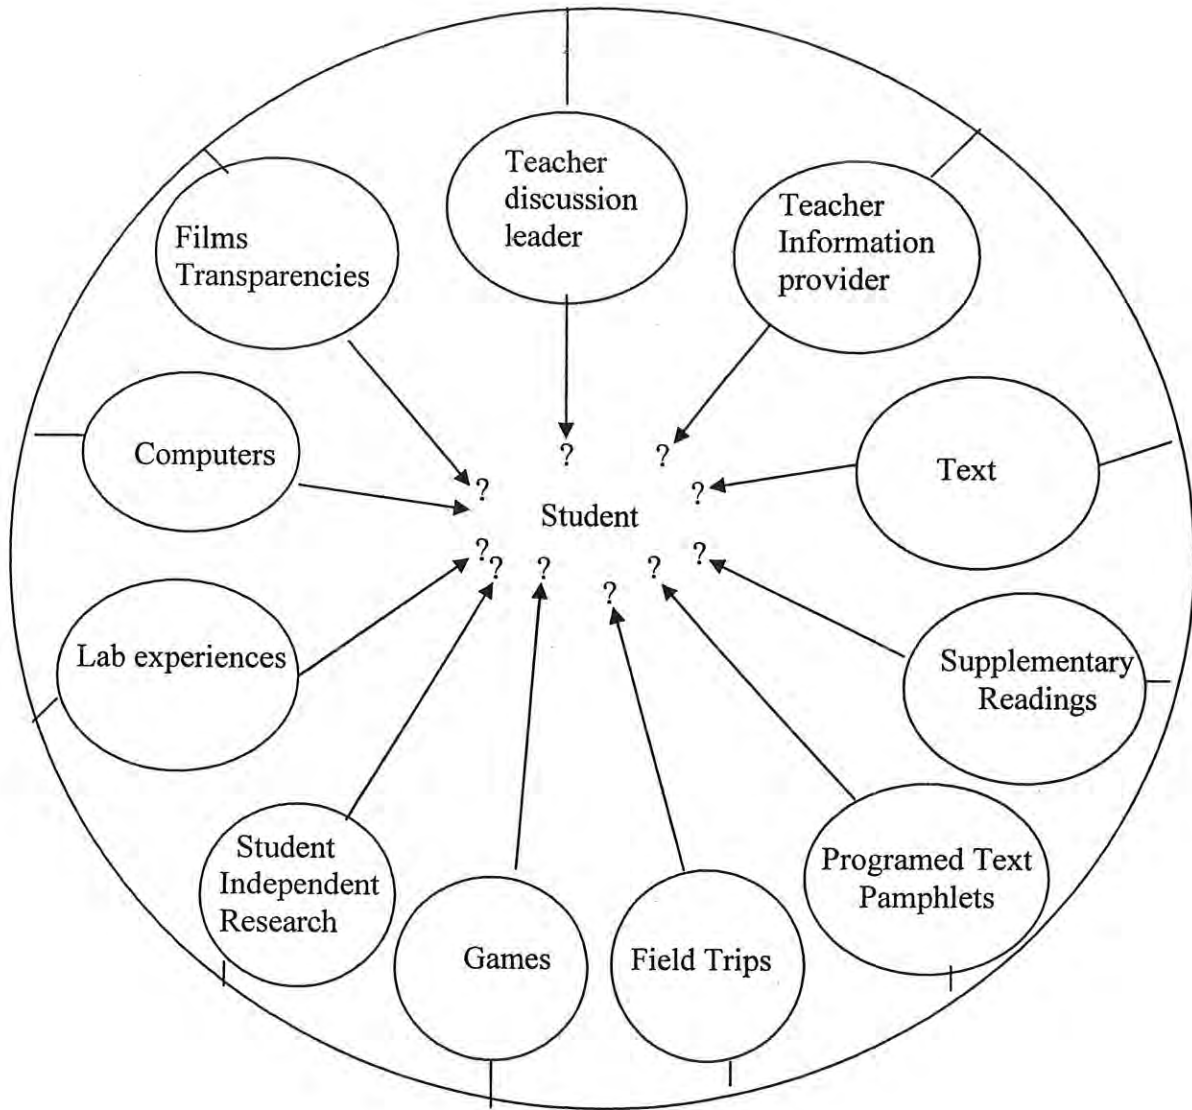 Teacher
discussion
leader
Films
Transparencies
Teacher
Information
provider
Computers
Text
? ?
? ?
Student
? ?
? ? ?
?
Lab experiences
Supplementary
Readings
Student
Independent
Research
Programed Text
Pamphlets
Games
Field Trips